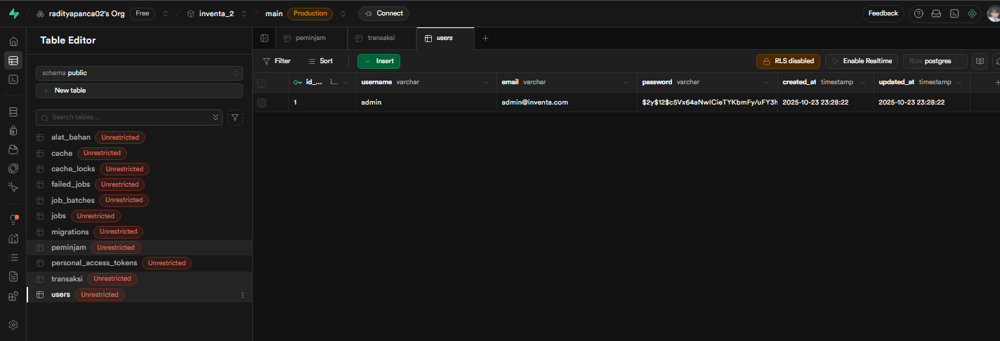 radityapanca02's Org Free / inventa_2 / main Production Connect Feedback
Table Editor
peminjam transaksi users
Filter Sort Insert RLS disabled Enable Realtime Role postgres
schema public
New table
Search tables...
id_... i... username varchar email varchar password varchar created_at timestamp updated_at timestamp
1 admin admin@inventa.com 2025-10-23 23:28:22 2025-10-23 23:28:22
alat_bahan Unrestricted
cache Unrestricted
cache_locks Unrestricted
failed_jobs Unrestricted
job_batches Unrestricted
jobs Unrestricted
migrations Unrestricted
peminjam Unrestricted
personal_access_tokens Unrestricted
transaksi Unrestricted
users Unrestricted